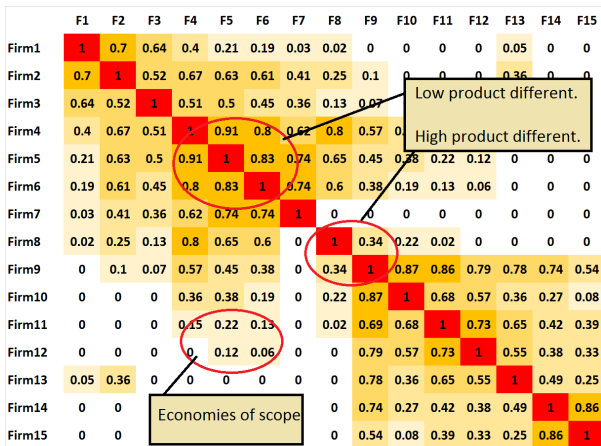 F1 F2 F3 F4 F5 F6 F7 F8 F9 F10 F11 F12 F13 F14 F15
Firm1 1 0.7 0.64 0.4 0.21 0.19 0.03 0.02 0 0 0 0 0.05 0 0
Firm2 0.7 1 0.52 0.67 0.63 0.61 0.41 0.25 0.1 0 0 0 0.36 0 0
Firm3 0.64 0.52 1 0.51 0.5 0.45 0.36 0.13 0.07
Low product different.
Firm4 0.4 0.67 0.51 1 0.91 0.8 0.62 0.8 0.57
High product different.
Firm5 0.21 0.63 0.5 0.91 1 0.83 0.74 0.65 0.45 0.38 0.22 0.12 0 0 0
Firm6 0.19 0.61 0.45 0.8 0.83 1 0.74 0.6 0.38 0.19 0.13 0.06 0 0 0
Firm7 0.03 0.41 0.36 0.62 0.74 0.74 1 0 0 0 0 0 0 0 0
Firm8 0.02 0.25 0.13 0.8 0.65 0.6 0 1 0.34 0.22 0.02 0 0 0 0
Firm9 0 0.1 0.07 0.57 0.45 0.38 0 0.34 1 0.87 0.86 0.79 0.78 0.74 0.54
Firm10 0 0 0 0.36 0.38 0.19 0 0.22 0.87 1 0.68 0.57 0.36 0.27 0.08
Firm11 0 0 0 0.15 0.22 0.13 0 0.02 0.69 0.68 1 0.73 0.65 0.42 0.39
Firm12 0 0 0 0 0.12 0.06 0 0 0.79 0.57 0.73 1 0.55 0.38 0.33
Firm13 0.05 0.36 0 0 0 0 0 0 0.78 0.36 0.65 0.55 1 0.49 0.25
Firm14 0 0 0 0.74 0.27 0.42 0.38 0.49 1 0.86
Economies of scope
Firm15 0 0 0 0.54 0.08 0.39 0.33 0.25 0.86 1